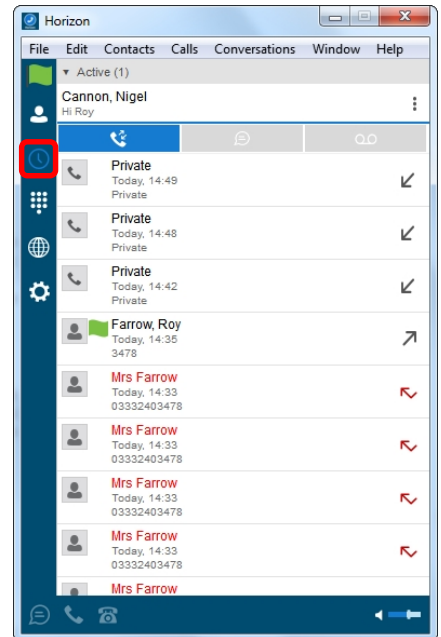 Horizon
File Edit Contacts Calls Conversations Window Help
Active (1)
Cannon, Nigel
Hi Roy
Private
Today, 14:49
Private
Private
Today, 14:48
Private
Private
Today, 14:42
Private
Farrow, Roy
Today, 14:35
3478
Mrs Farrow
Today, 14:33
03332403478
Mrs Farrow
Today, 14:33
03332403478
Mrs Farrow
Today, 14:33
03332403478
Mrs Farrow
Today, 14:33
03332403478
Mrs Farrow